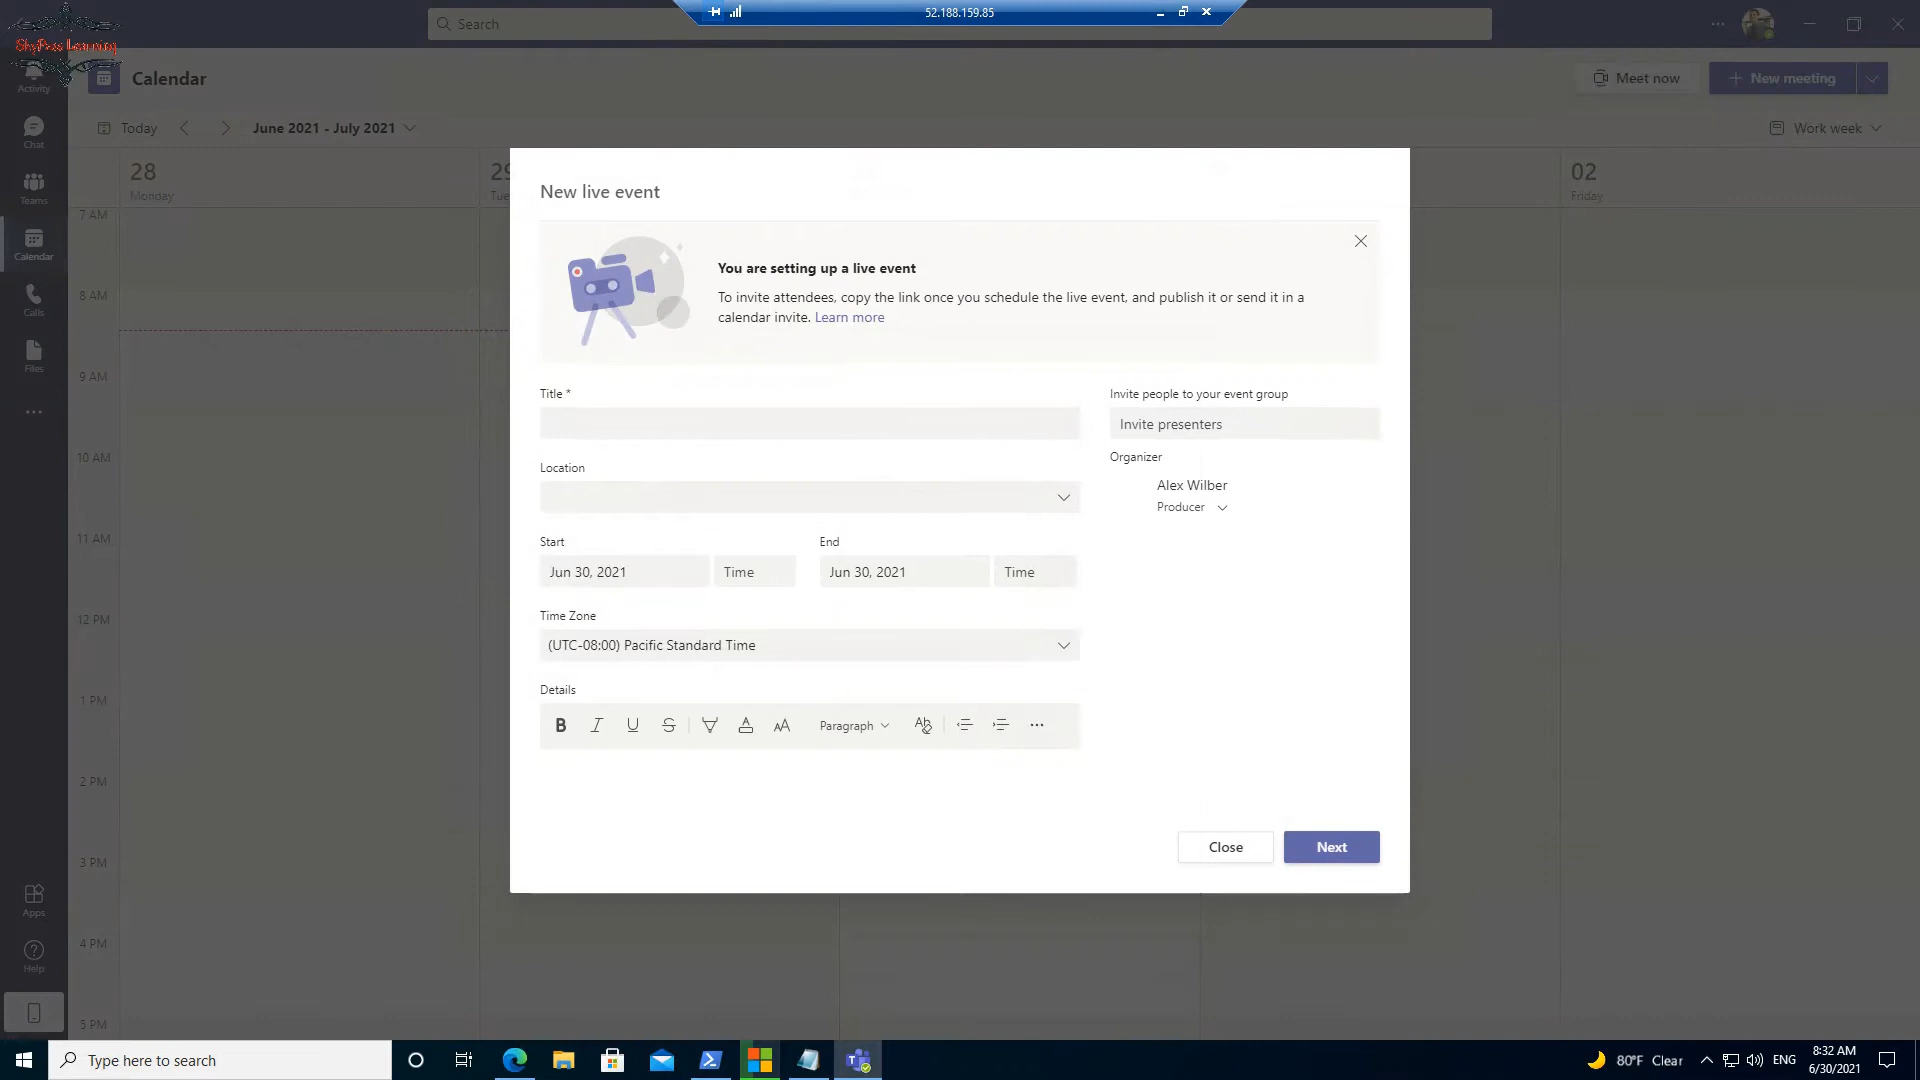 52.188.159.85
Search
SkyPass Learning
Activity
Calendar
Meet now
New meeting
Chat
Today
June 2021 - July 2021
Work week
Teams
28
Monday
29
Tue
02
Friday
Calendar
Calls
Files
7 AM
8 AM
9 AM
10 AM
11 AM
12 PM
1 PM
2 PM
3 PM
4 PM
5 PM
New live event
You are setting up a live event
To invite attendees, copy the link once you schedule the live event, and publish it or send it in a
calendar invite. Learn more
Title *
Invite people to your event group
Invite presenters
Location
Organizer
Alex Wilber
Producer
Start
End
Jun 30, 2021
Time
Jun 30, 2021
Time
Time Zone
(UTC-08:00) Pacific Standard Time
Details
B I U S
Paragraph
Close
Next
Apps
Help
Type here to search
80°F Clear
ENG
8:32 AM
6/30/2021